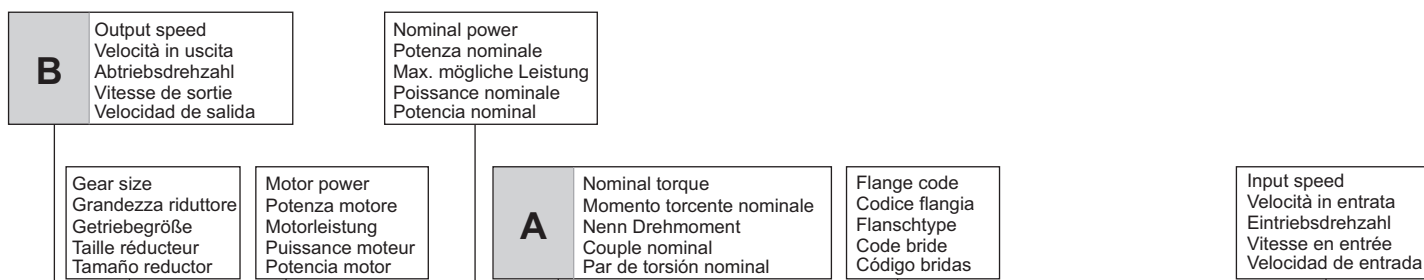 B
Output speed
Velocità in uscita
Abtriebsdrehzahl
Vitesse de sortie
Velocidad de salida
Nominal power
Potenza nominale
Max. mögliche Leistung
Poissance nominale
Potencia nominal
Gear size
Grandezza riduttore
Getriebegröße
Taille réducteur
Tamaño reductor
Motor power
Potenza motore
Motorleistung
Puissance moteur
Potencia motor
A
Nominal torque
Momento torcente nominale
Nenn Drehmoment
Couple nominal
Par de torsión nominal
Flange code
Codice flangia
Flanschtype
Code bride
Código bridas
Input speed
Velocità in entrata
Eintriebsdrehzahl
Vitesse en entrée
Velocidad de entrada